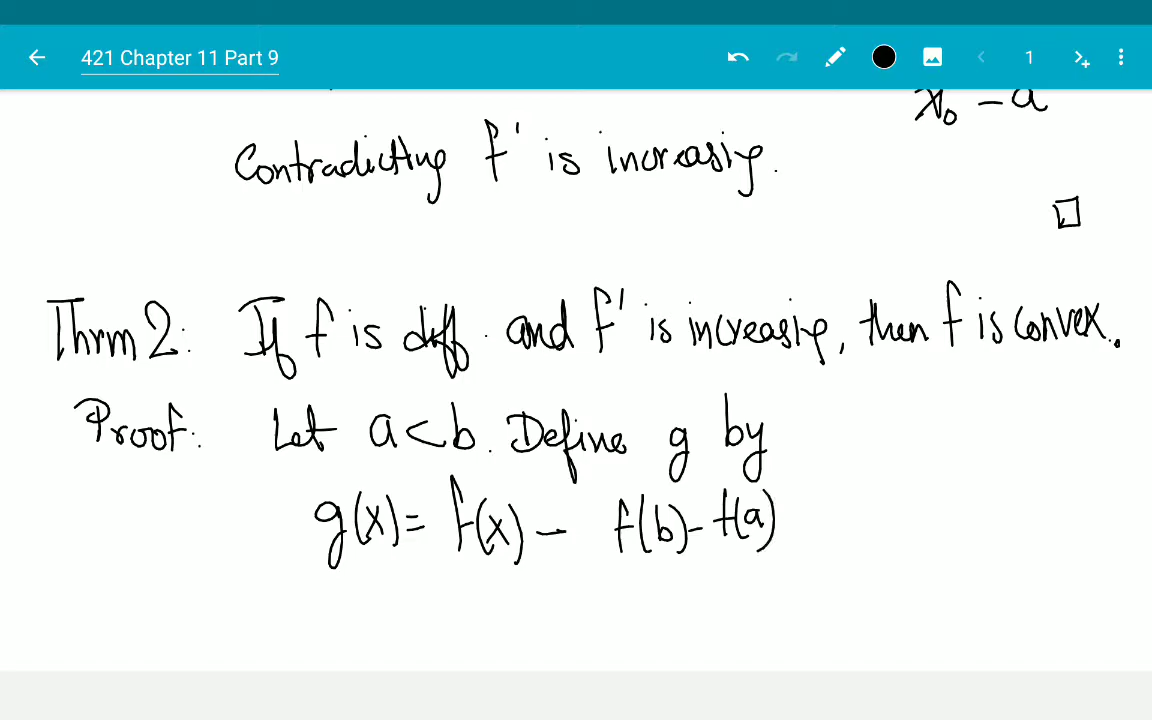 421 Chapter 11 Part 9
1
x₀ - a
Contradicting f' is increasing.
Thrm 2: If f is diff. and f' is increasing, then f is convex.
Proof: Let a < b. Define g by
g(x) = f(x) - f(b) - f(a)